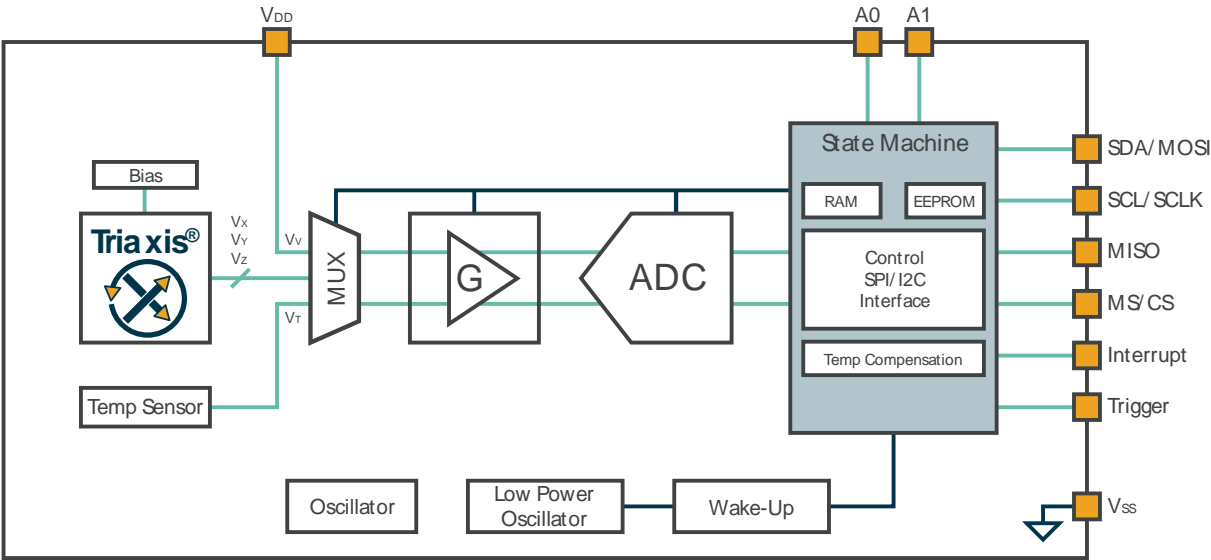 VDD
A0 A1
State Machine
SDA/MOSI
Bias
RAM
EEPROM
SCL/SCLK
Triaxis®
VX
VY
VZ
VV
MUX
G
ADC
Control
SPI/I2C
Interface
MISO
MS/CS
VT
Temp Compensation
Interrupt
Temp Sensor
Trigger
Oscillator
Low Power
Oscillator
Wake-Up
VSS